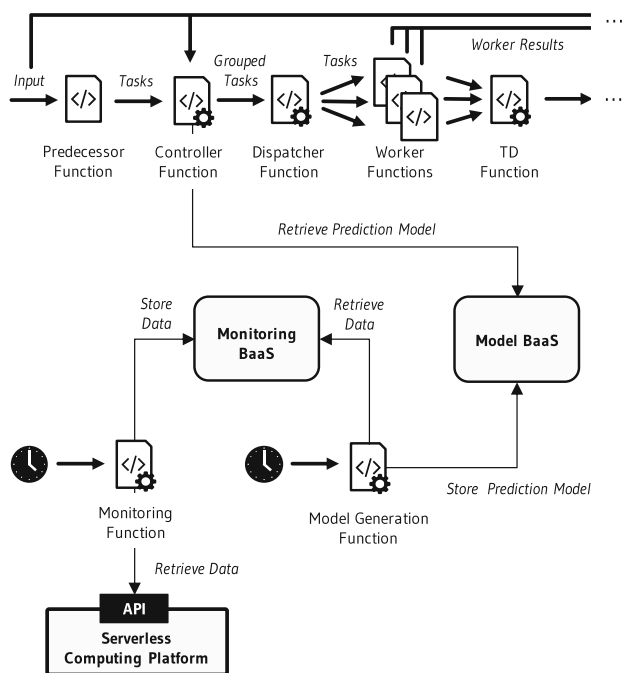 ...
Worker Results
Input
Tasks
Grouped
Tasks
Tasks
</>
</>
</>
</>
</>
...
Predecessor
Function
Controller
Function
Dispatcher
Function
Worker
Functions
TD
Function
Retrieve Prediction Model
Store
Data
Monitoring
BaaS
Retrieve
Data
Model BaaS
</>
</>
Store Prediction Model
Monitoring
Function
Model Generation
Function
Retrieve Data
API
Serverless
Computing Platform